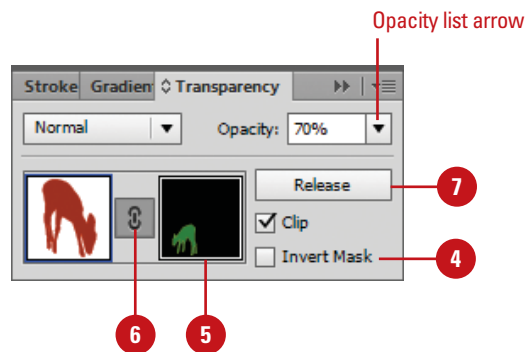 Opacity list arrow
Stroke Gradien Transparency
Normal Opacity: 70%
Release
7
Clip
Invert Mask
4
6 5